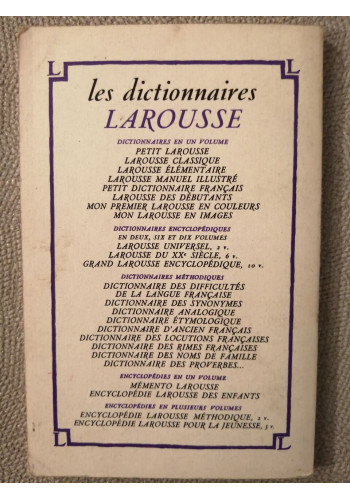 L L
les dictionnaires
LAROUSSE
DICTIONNAIRES EN UN VOLUME
PETIT LAROUSSE
LAROUSSE CLASSIQUE
LAROUSSE ÉLÉMENTAIRE
LAROUSSE MANUEL ILLUSTRÉ
PETIT DICTIONNAIRE FRANÇAIS
LAROUSSE DES DÉBUTANTS
MON PREMIER LAROUSSE EN COULEURS
MON LAROUSSE EN IMAGES
DICTIONNAIRES ENCYCLOPÉDIQUES
EN DEUX, SIX ET DIX VOLUMES
LAROUSSE UNIVERSEL, 2 v.
LAROUSSE DU XXe SIÈCLE, 6 v.
GRAND LAROUSSE ENCYCLOPÉDIQUE, 10 v.
DICTIONNAIRES MÉTHODIQUES
DICTIONNAIRE DES DIFFICULTÉS
DE LA LANGUE FRANÇAISE
DICTIONNAIRE DES SYNONYMES
DICTIONNAIRE ANALOGIQUE
DICTIONNAIRE ÉTYMOLOGIQUE
DICTIONNAIRE D'ANCIEN FRANÇAIS
DICTIONNAIRE DES LOCUTIONS FRANÇAISES
DICTIONNAIRE DES RIMES FRANÇAISES
DICTIONNAIRE DES NOMS DE FAMILLE
DICTIONNAIRE DES PROVERBES...
ENCYCLOPÉDIES EN UN VOLUME
MÉMENTO LAROUSSE
ENCYCLOPÉDIE LAROUSSE DES ENFANTS
ENCYCLOPÉDIES EN PLUSIEURS VOLUMES
ENCYCLOPÉDIE LAROUSSE MÉTHODIQUE, 2 v.
ENCYCLOPÉDIE LAROUSSE POUR LA JEUNESSE, 5 v.
L L